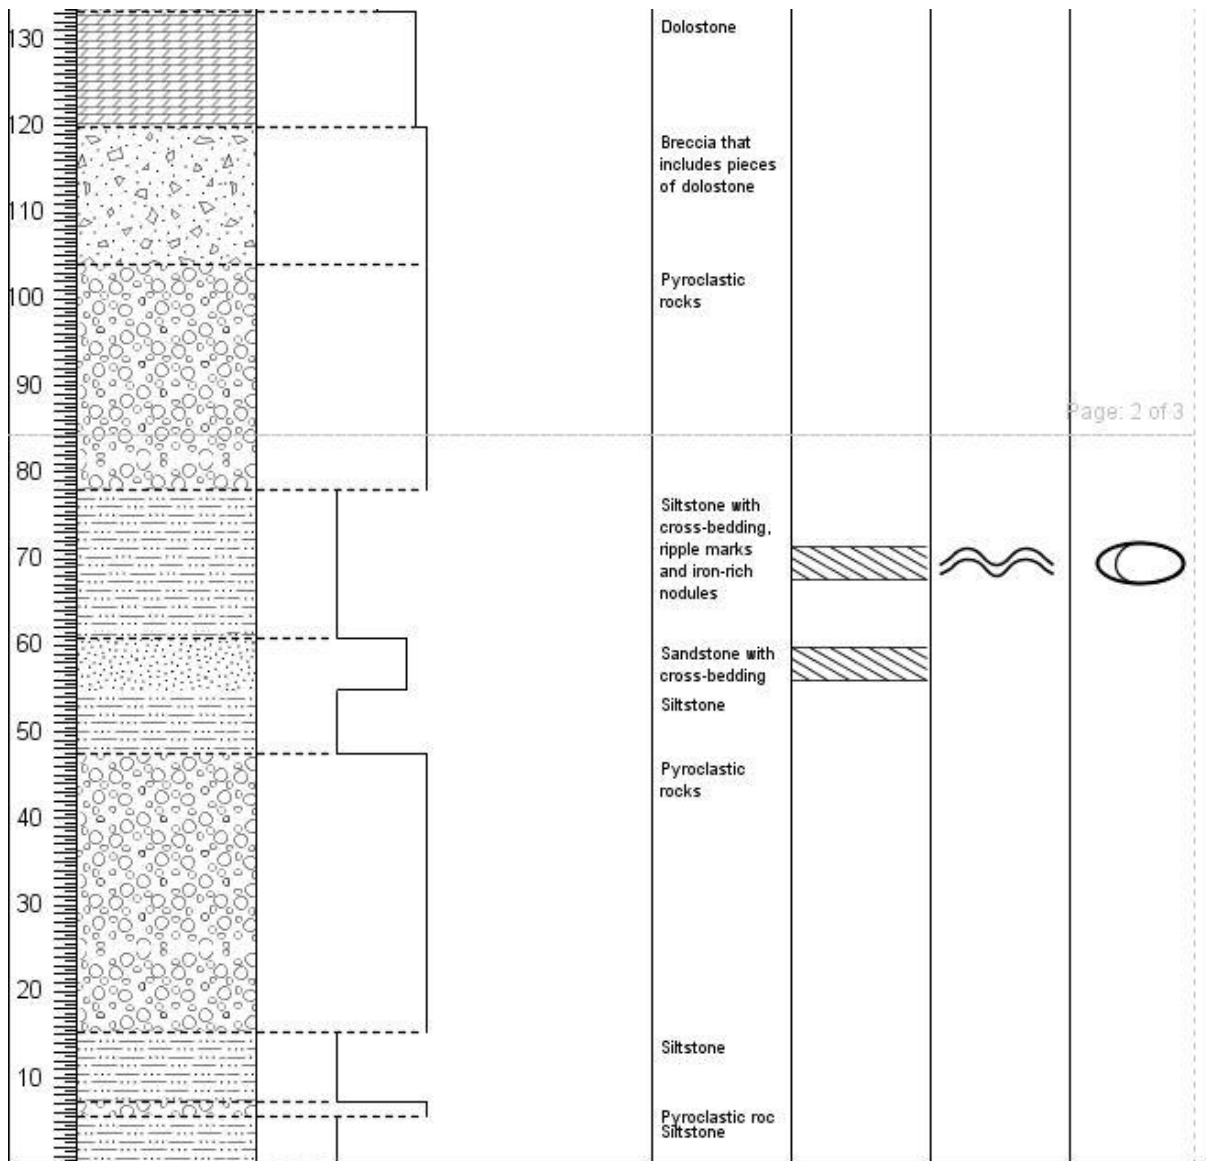 130
Dolostone
120
Breccia that
includes pieces
of dolostone
110
Pyroclastic
rocks
100
90
Page: 2 of 3
80
Siltstone with
cross-bedding,
ripple marks
and iron-rich
nodules
70
60
Sandstone with
cross-bedding
Siltstone
50
Pyroclastic
rocks
40
30
20
Siltstone
10
Pyroclastic roc
Siltstone